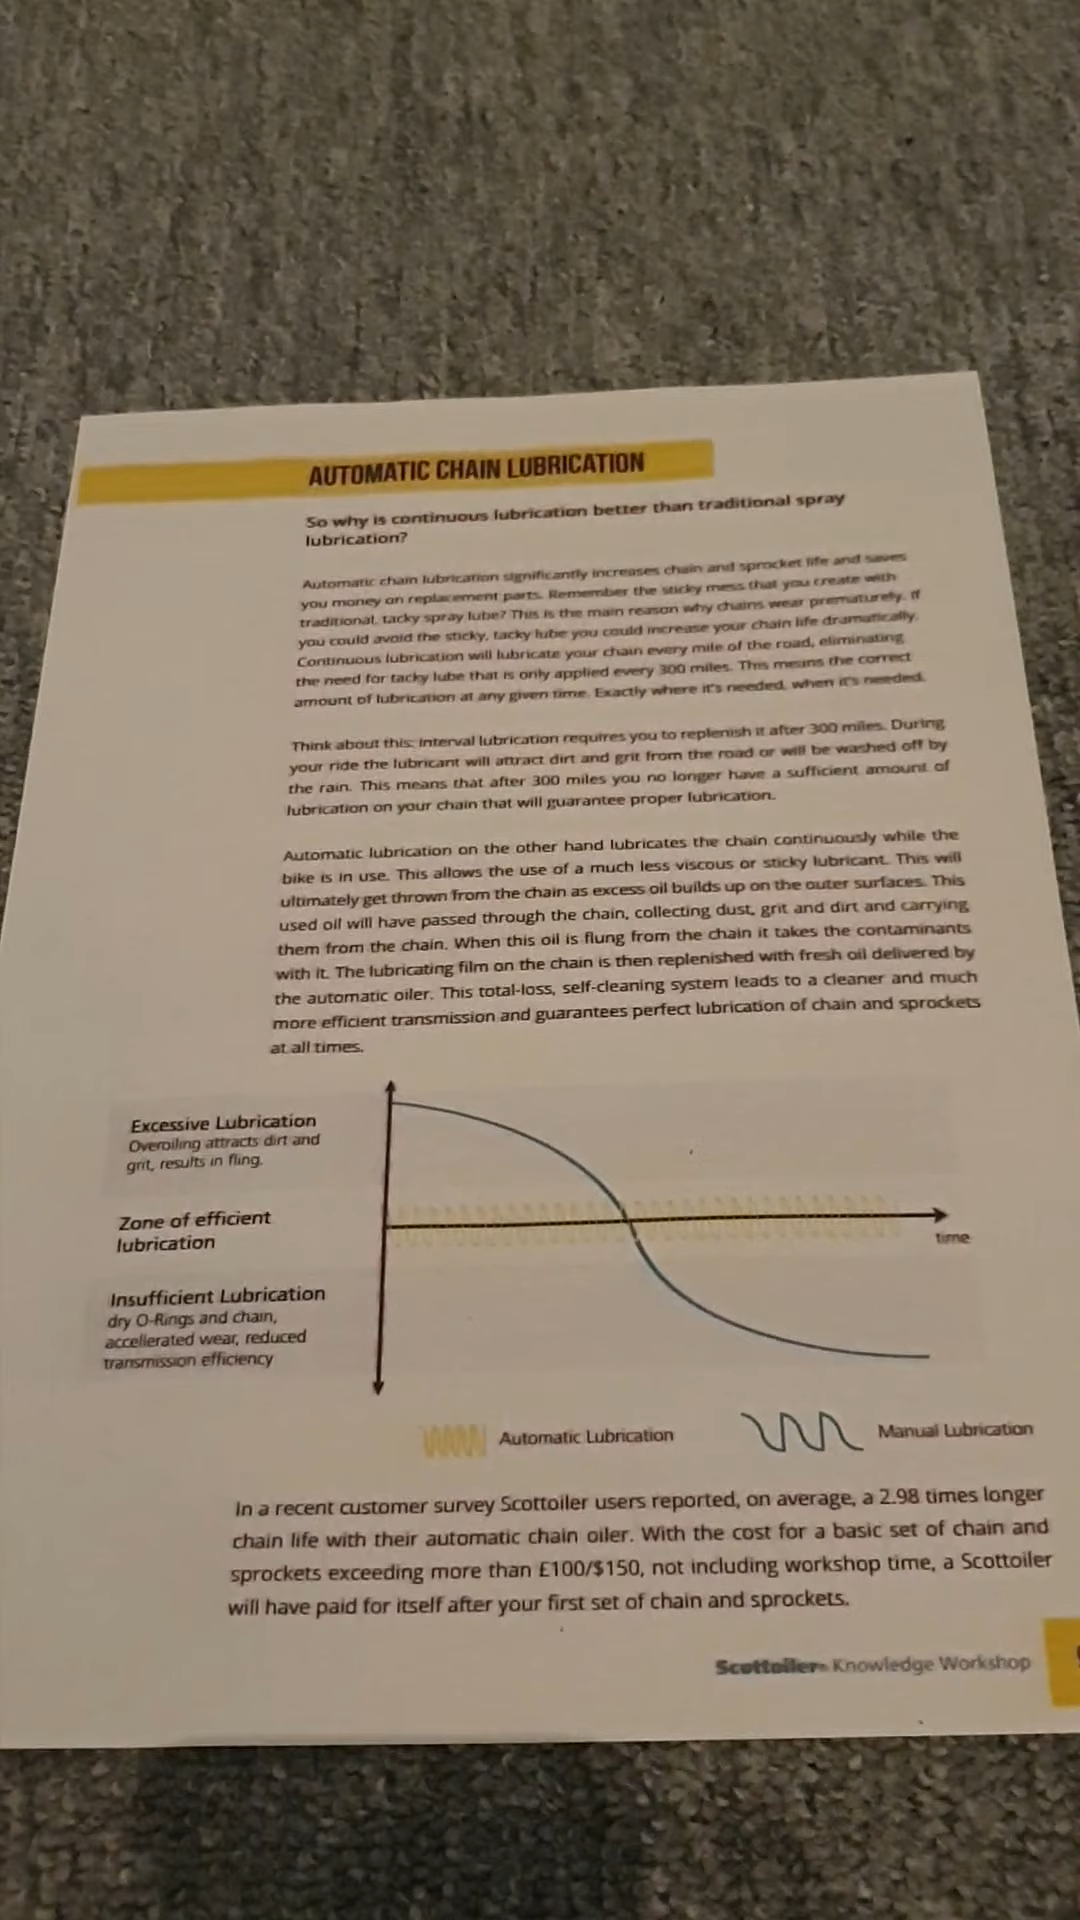 AUTOMATIC CHAIN LUBRICATION
So why is continuous lubrication better than traditional spray
lubrication?
Automatic chain lubrication significantly increases chain and sprocket life and saves
you money on replacement parts. Remember the sticky mess that you create with
traditional, tacky spray lube? This is the main reason why chains wear prematurely. If
you could avoid the sticky, tacky lube you could increase your chain life dramatically.
Continuous lubrication will lubricate your chain every mile of the road, eliminating
the need for tacky lube that is only applied every 300 miles. This means the correct
amount of lubrication at any given time. Exactly where it's needed, when it's needed.
Think about this: Interval lubrication requires you to replenish it after 300 miles. During
your ride the lubricant will attract dirt and grit from the road or will be washed off by
the rain. This means that after 300 miles you no longer have a sufficient amount of
lubrication on your chain that will guarantee proper lubrication.
Automatic lubrication on the other hand lubricates the chain continuously while the
bike is in use. This allows the use of a much less viscous or sticky lubricant. This will
ultimately get thrown from the chain as excess oil builds up on the outer surfaces. This
used oil will have passed through the chain, collecting dust, grit and dirt and carrying
them from the chain. When this oil is flung from the chain it takes the contaminants
with it. The lubricating film on the chain is then replenished with fresh oil delivered by
the automatic oiler. This total-loss, self-cleaning system leads to a cleaner and much
more efficient transmission and guarantees perfect lubrication of chain and sprockets
at all times.
Excessive Lubrication
Overoiling attracts dirt and
grit, results in fling.
Zone of efficient
lubrication
time
Insufficient Lubrication
dry O-Rings and chain,
accellerated wear, reduced
transmission efficiency
Automatic Lubrication
Manual Lubrication
In a recent customer survey Scottoiler users reported, on average, a 2.98 times longer
chain life with their automatic chain oiler. With the cost for a basic set of chain and
sprockets exceeding more than £100/$150, not including workshop time, a Scottoiler
will have paid for itself after your first set of chain and sprockets.
Scottoiler Knowledge Workshop